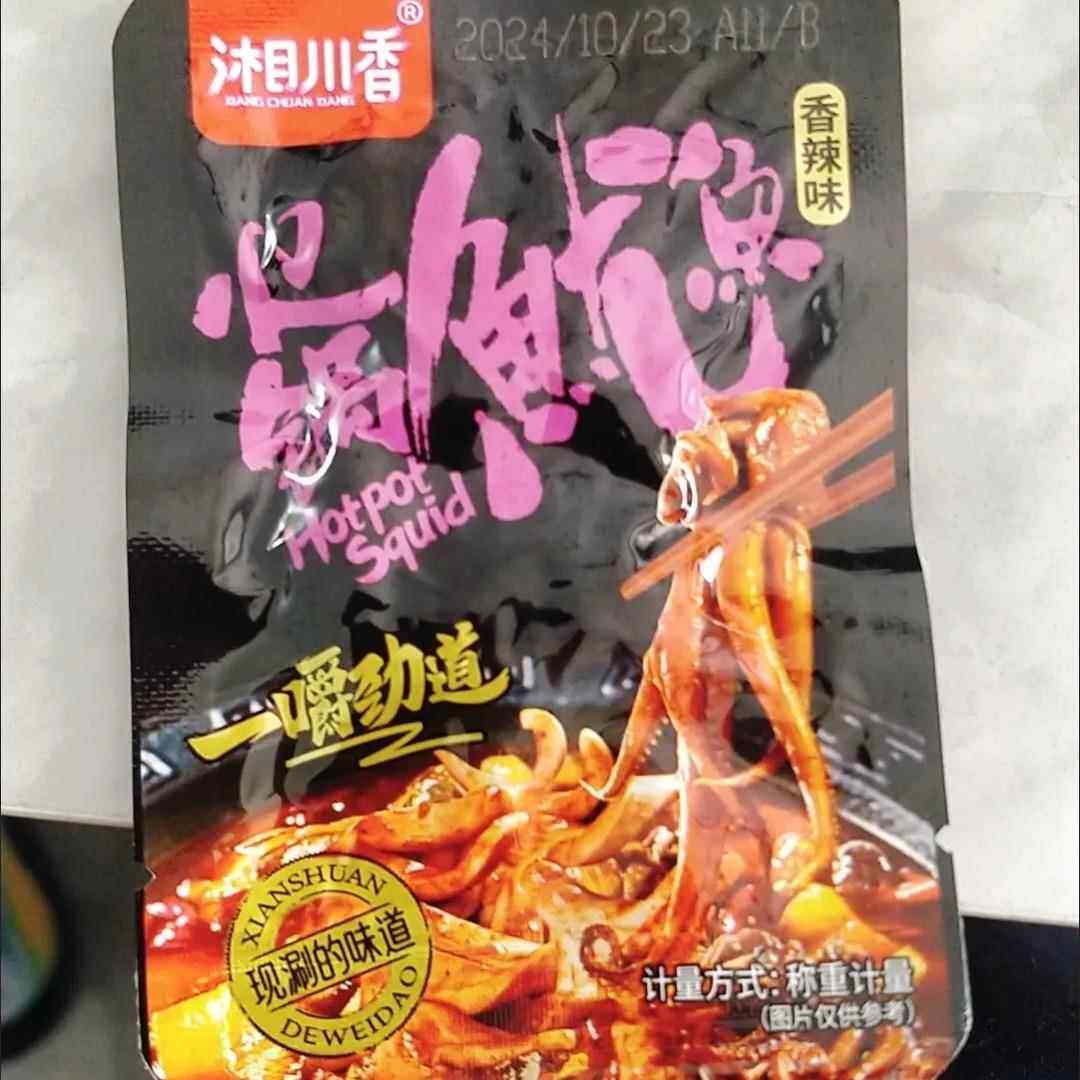 湘川香®
XIANG CHUAN XIANG
2024/10/23 A11/B
香辣味
火锅鱿鱼
Hotpot
Squid
一嚼劲道
XIANSHUAN
现涮的味道
DEWEIDAO
计量方式:称重计量
(图片仅供参考)